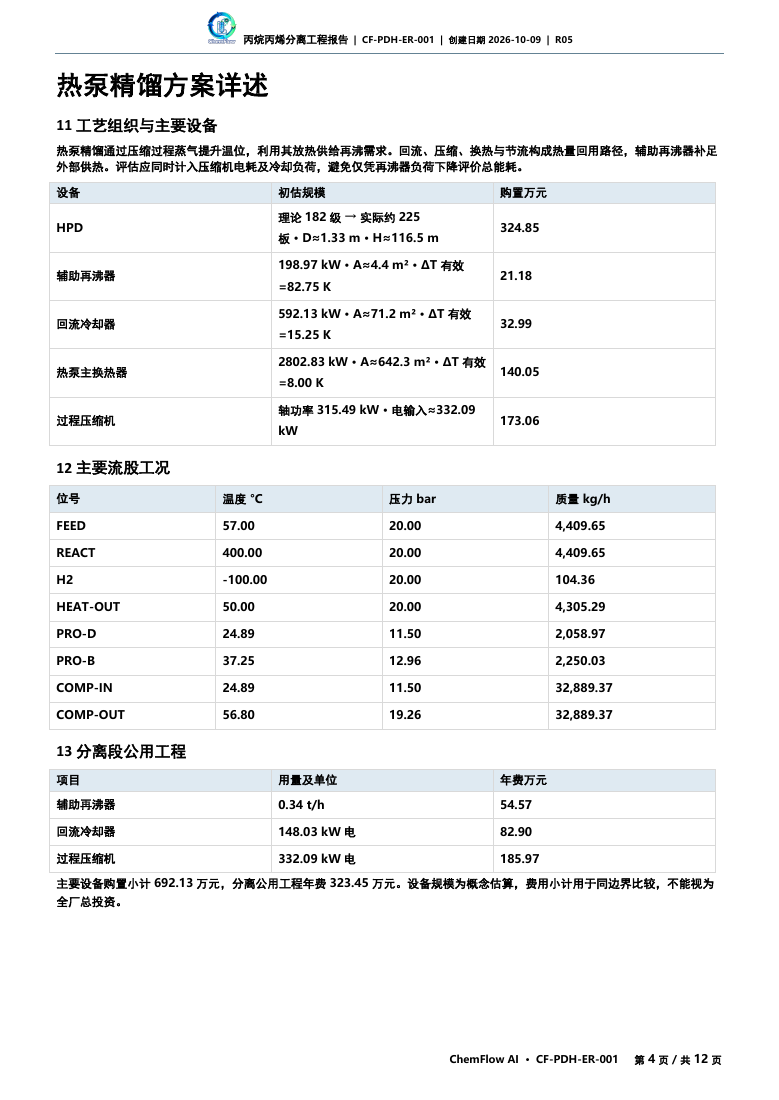 ChemFlow
丙烷丙烯分离工程报告 | CF-PDH-ER-001 | 创建日期 2026-10-09 | R05
热泵精馏方案详述
11 工艺组织与主要设备
热泵精馏通过压缩过程蒸气提升温位，利用其放热供给再沸需求。回流、压缩、换热与节流构成热量回用路径，辅助再沸器补足
外部供热。评估应同时计入压缩机电耗及冷却负荷，避免仅凭再沸器负荷下降评价总能耗。
设备 初估规模 购置万元
HPD 理论 182 级 → 实际约 225 324.85
板·D≈1.33 m·H≈116.5 m
辅助再沸器 198.97 kW·A≈4.4 m²·ΔT 有效 21.18
=82.75 K
回流冷却器 592.13 kW·A≈71.2 m²·ΔT 有效 32.99
=15.25 K
热泵主换热器 2802.83 kW·A≈642.3 m²·ΔT 有效 140.05
=8.00 K
过程压缩机 轴功率 315.49 kW·电输入≈332.09 173.06
kW
12 主要流股工况
位号 温度 °C 压力 bar 质量 kg/h
FEED 57.00 20.00 4,409.65
REACT 400.00 20.00 4,409.65
H2 -100.00 20.00 104.36
HEAT-OUT 50.00 20.00 4,305.29
PRO-D 24.89 11.50 2,058.97
PRO-B 37.25 12.96 2,250.03
COMP-IN 24.89 11.50 32,889.37
COMP-OUT 56.80 19.26 32,889.37
13 分离段公用工程
项目 用量及单位 年费万元
辅助再沸器 0.34 t/h 54.57
回流冷却器 148.03 kW 电 82.90
过程压缩机 332.09 kW 电 185.97
主要设备购置小计 692.13 万元，分离公用工程年费 323.45 万元。设备规模为概念估算，费用小计用于同边界比较，不能视为
全厂总投资。
ChemFlow AI · CF-PDH-ER-001 第 4 页 / 共 12 页